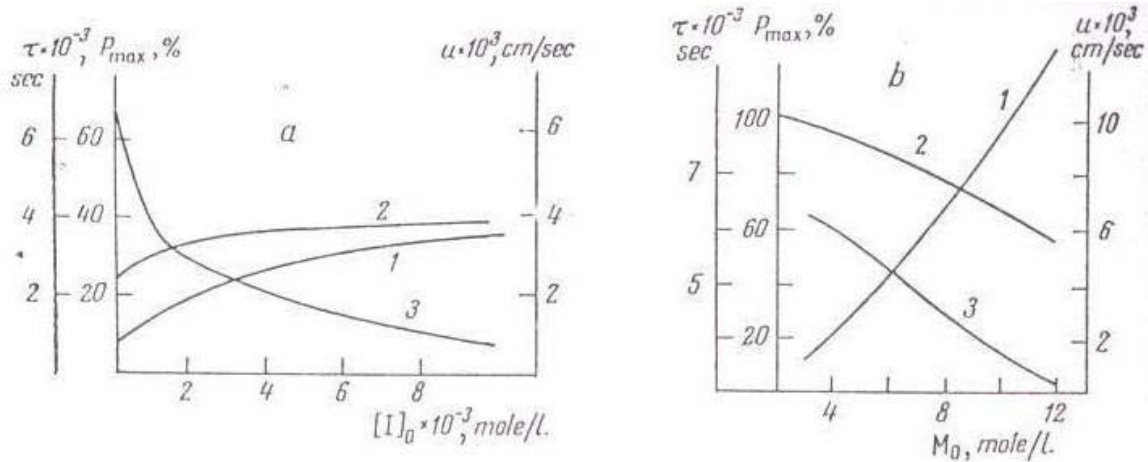 τ×10⁻³, P_max, %
sec
u×10³, cm/sec
a
6
60
6
4
40
4
2
20
2
2
1
3
2
4
6
8
[I]₀×10⁻³, mole/l.
τ×10⁻³ P_max, %
sec
u×10³,
cm/sec
b
1
100
10
2
7
60
6
5
3
20
2
4
8
10
12
M₀, mole/l.